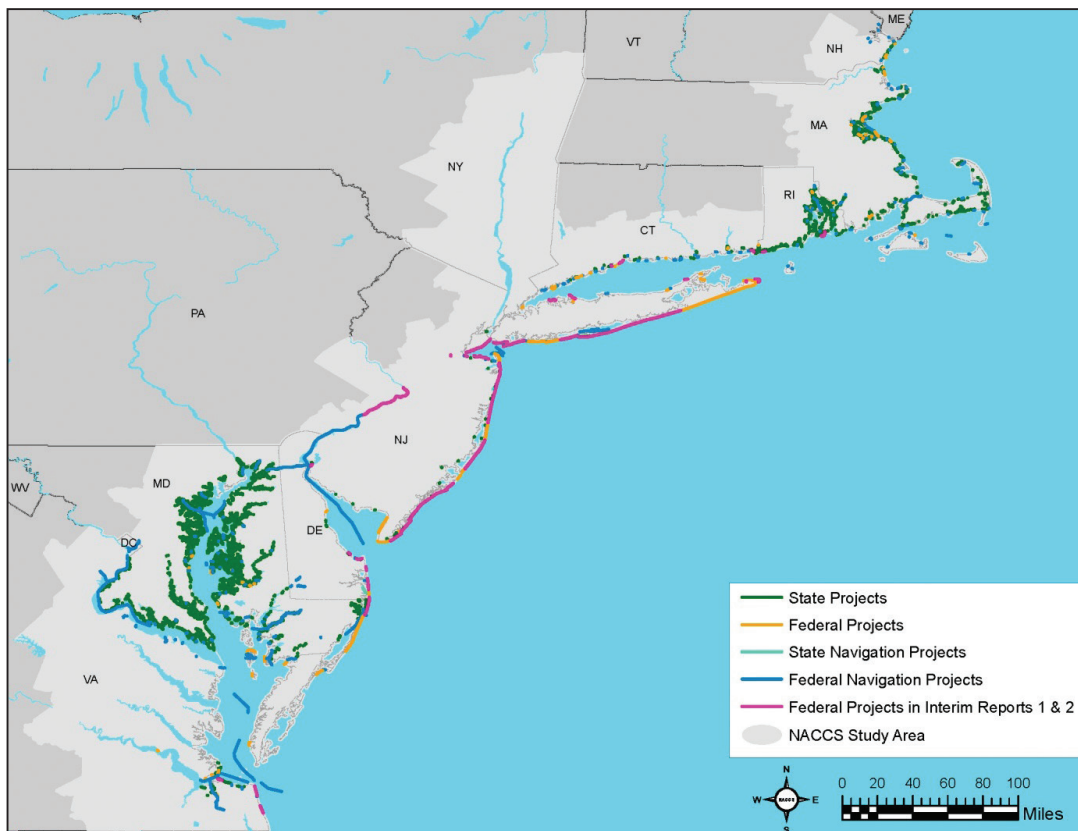 ME
VT
NH
MA
NY
RI
CT
PA
NJ
MD
WV
DE
DC
VA
State Projects
Federal Projects
State Navigation Projects
Federal Navigation Projects
Federal Projects in Interim Reports 1 & 2
NACCS Study Area
N
W NACCS E
S
0 20 40 60 80 100
Miles